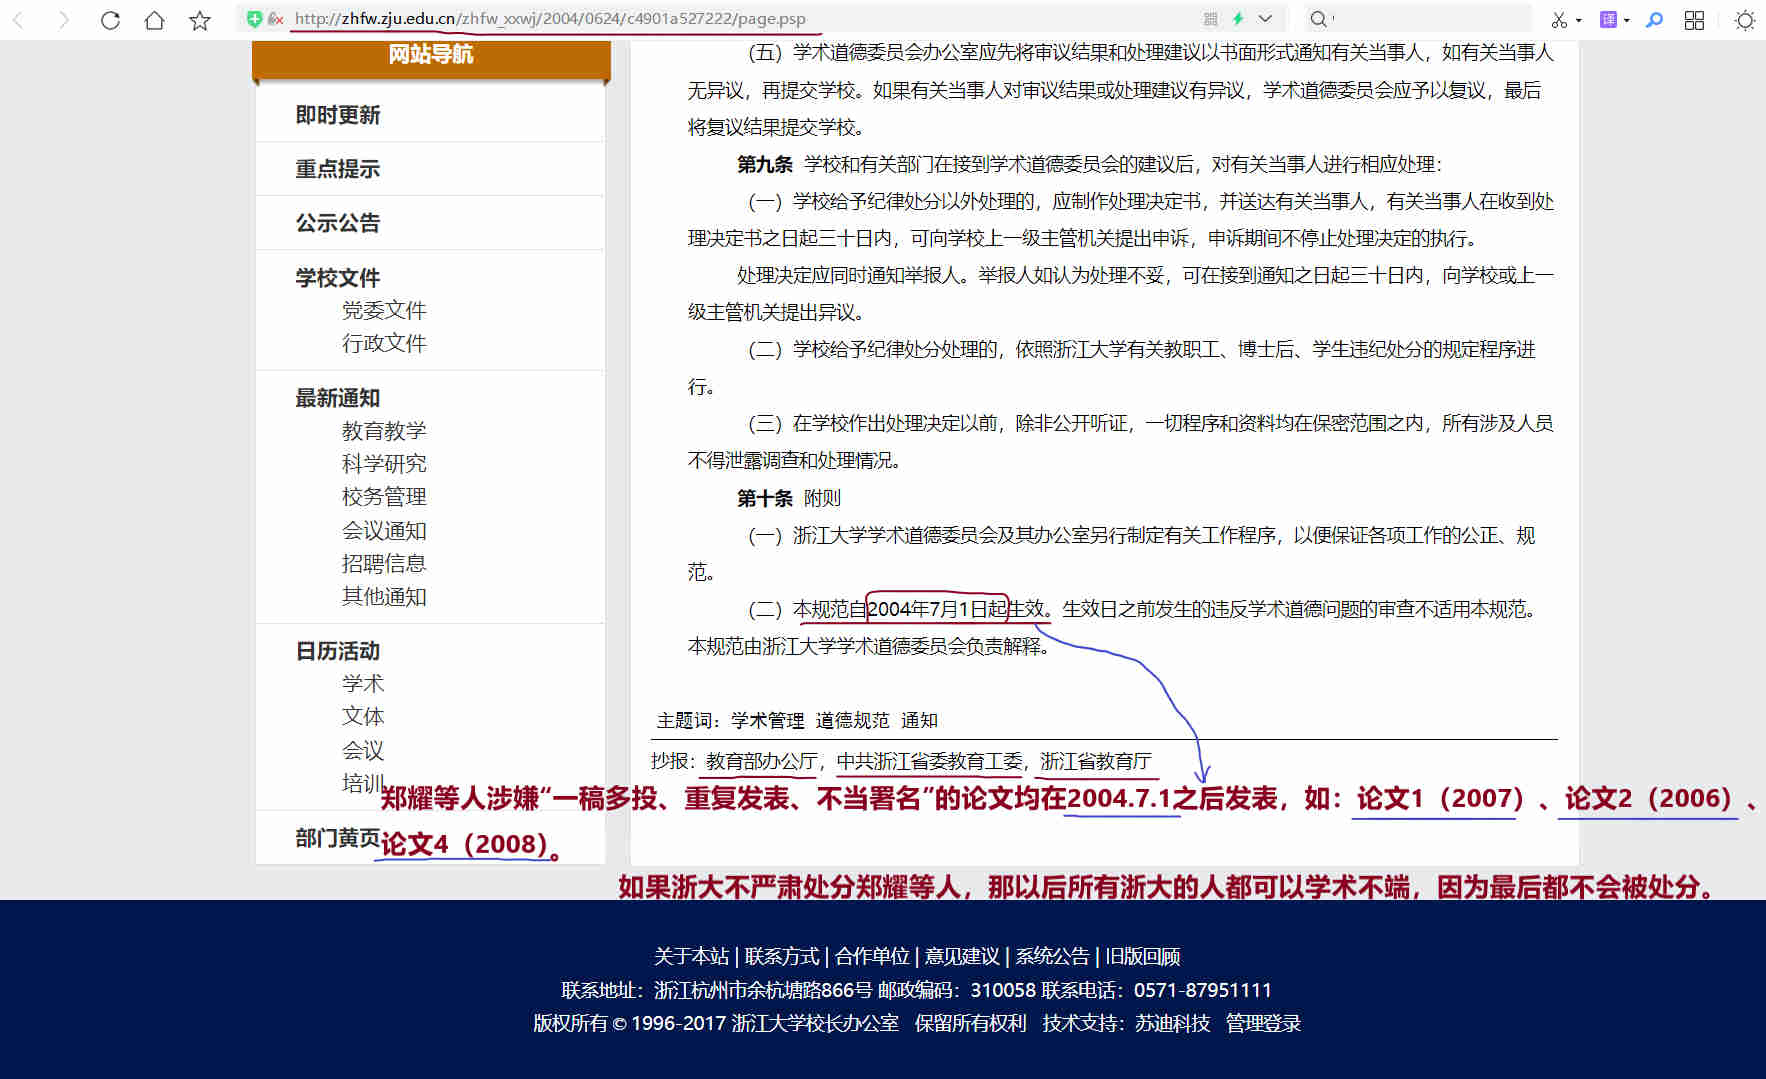 http://zhfw.zju.edu.cn/zhfw_xxwj/2004/0624/c4901a527222/page.psp
译
网站导航
即时更新
重点提示
公示公告
学校文件
党委文件
行政文件
最新通知
教育教学
科学研究
校务管理
会议通知
招聘信息
其他通知
日历活动
学术
文体
会议
培训
部门黄页
（五）学术道德委员会办公室应先将审议结果和处理建议以书面形式通知有关当事人，如有关当事人
无异议，再提交学校。如果有关当事人对审议结果或处理建议有异议，学术道德委员会应予以复议，最后
将复议结果提交学校。
第九条 学校和有关部门在接到学术道德委员会的建议后，对有关当事人进行相应处理：
（一）学校给予纪律处分以外处理的，应制作处理决定书，并送达有关当事人，有关当事人在收到处
理决定书之日起三十日内，可向学校上一级主管机关提出申诉，申诉期间不停止处理决定的执行。
处理决定应同时通知举报人。举报人如认为处理不妥，可在接到通知之日起三十日内，向学校或上一
级主管机关提出异议。
（二）学校给予纪律处分处理的，依照浙江大学有关教职工、博士后、学生违纪处分的规定程序进
行。
（三）在学校作出处理决定以前，除非公开听证，一切程序和资料均在保密范围之内，所有涉及人员
不得泄露调查和处理情况。
第十条 附则
（一）浙江大学学术道德委员会及其办公室另行制定有关工作程序，以便保证各项工作的公正、规
范。
（二）本规范自2004年7月1日起生效。生效日之前发生的违反学术道德问题的审查不适用本规范。
本规范由浙江大学学术道德委员会负责解释。
主题词：学术管理 道德规范 通知
抄报：教育部办公厅，中共浙江省委教育工委，浙江省教育厅
郑耀等人涉嫌“一稿多投、重复发表、不当署名”的论文均在2004.7.1之后发表，如：论文1（2007）、论文2（2006）、
论文4（2008）。
如果浙大不严肃处分郑耀等人，那以后所有浙大的人都可以学术不端，因为最后都不会被处分。
关于本站 | 联系方式 | 合作单位 | 意见建议 | 系统公告 | 旧版回顾
联系地址：浙江杭州市余杭塘路866号 邮政编码：310058 联系电话：0571-87951111
版权所有 © 1996-2017 浙江大学校长办公室 保留所有权利 技术支持：苏迪科技 管理登录